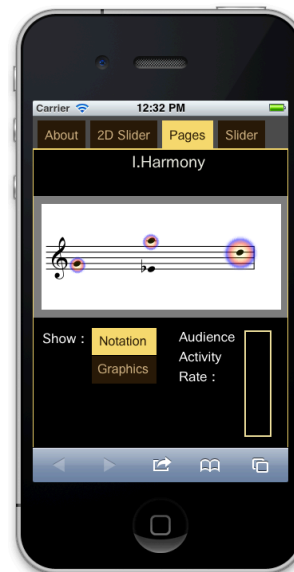 Carrier 12:32 PM
About 2D Slider Pages Slider
I.Harmony
Show : Notation
Graphics
Audience
Activity
Rate :